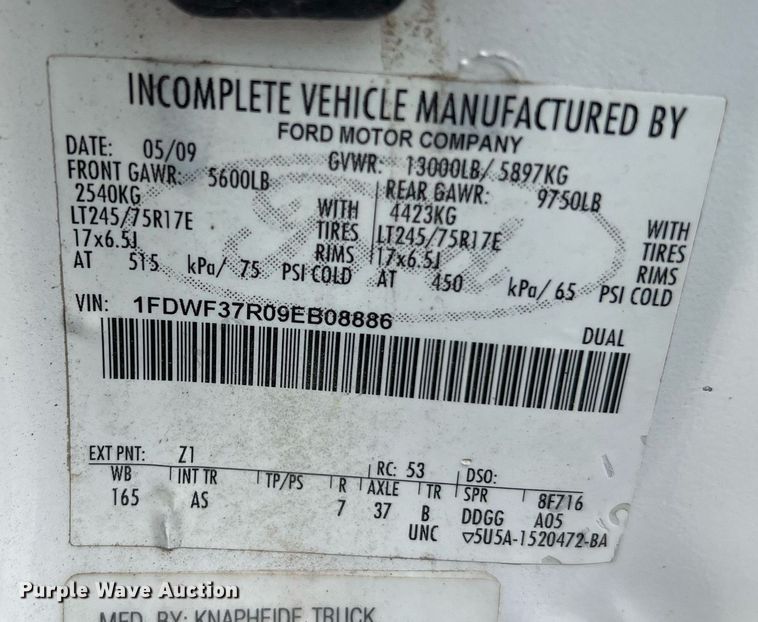 INCOMPLETE VEHICLE MANUFACTURED BY
FORD MOTOR COMPANY
DATE: 05/09 GVWR: 13000LB/ 5897KG
FRONT GAWR: 5600LB REAR GAWR: 9750LB
2540KG WITH 4423KG WITH
LT245/75R17E TIRES LT245/75R17E TIRES
17x6.5J RIMS 17x6.5J RIMS
AT 515 kPa/ 75 PSI COLD AT 450 kPa/ 65 PSI COLD
VIN: 1FDWF37R09EB08886
DUAL
EXT PNT: Z1 RC: 53 DSO:
WB INT TR TP/PS R AXLE TR SPR 8F716
165 AS 7 37 B DDGG A05
UNC ▽5U5A-1520472-BA
Purple Wave Auction
MFD BY: KNAPHEIDE TRUCK